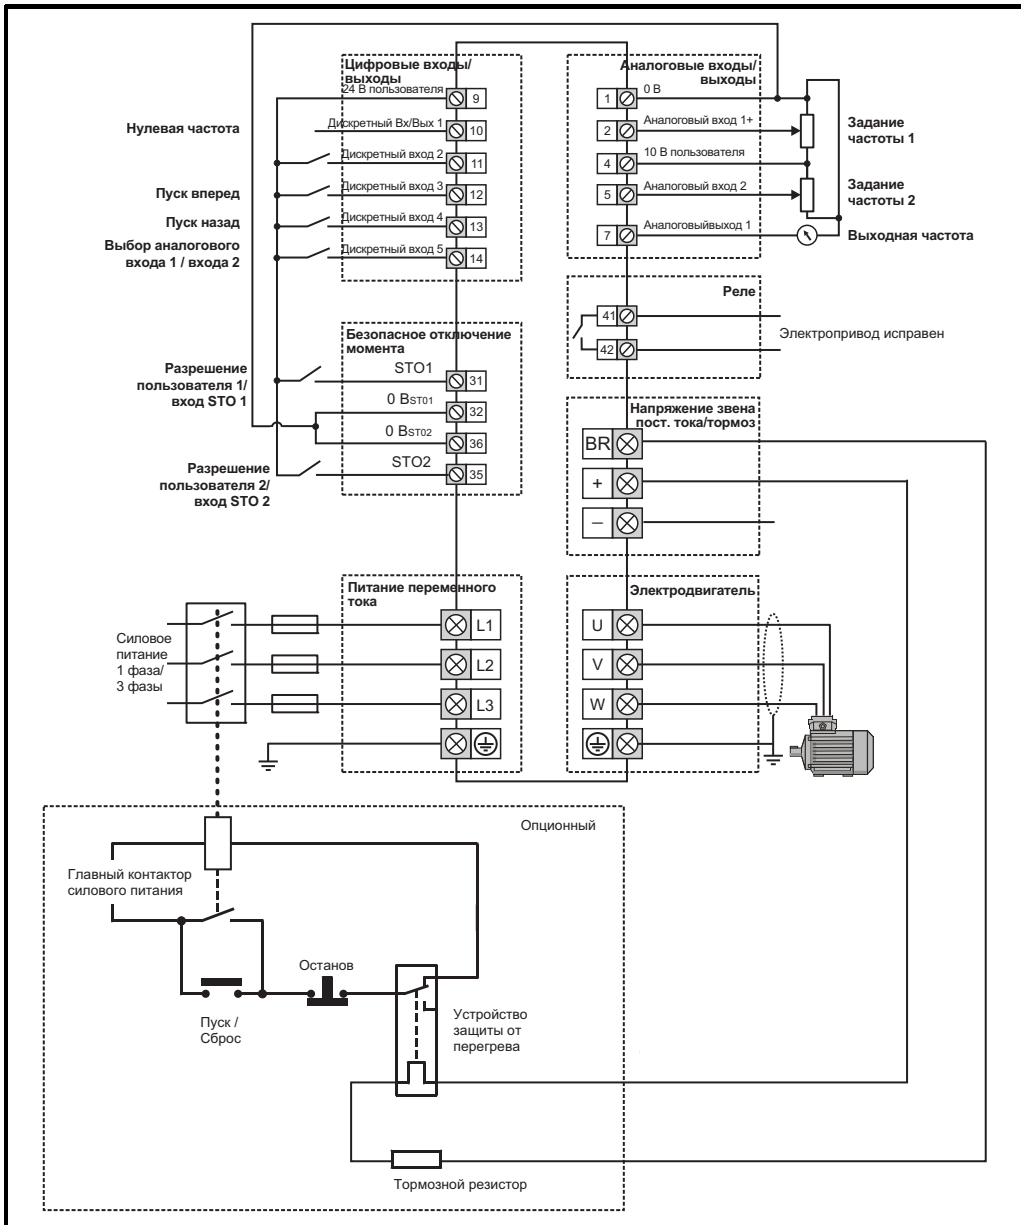 Цифровые входы/
выходы
24 В пользователя
9
Нулевая частота
Дискретный Вх/Вых 1
10
Дискретный вход 2
11
Пуск вперед
Дискретный вход 3
12
Пуск назад
Дискретный вход 4
13
Выбор аналогового
входа 1 / входа 2
Дискретный вход 5
14
Аналоговые входы/
выходы
1
0 В
2
Аналоговый вход 1+
Задание
частоты 1
4
10 В пользователя
5
Аналоговый вход 2
Задание
частоты 2
7
Аналоговыйвыход 1
Выходная частота
Реле
41
42
Электропривод исправен
Безопасное отключение
момента
Разрешение
пользователя 1/
вход STO 1
STO1
31
0 ВST01
32
0 ВST02
36
STO2
35
Разрешение
пользователя 2/
вход STO 2
Напряжение звена
пост. тока/тормоз
BR
+
−
Питание переменного
тока
Силовое
питание
1 фаза/
3 фазы
L1
L2
L3
Электродвигатель
U
V
W
Опционный
Главный контактор
силового питания
Останов
Пуск /
Сброс
Устройство
защиты от
перегрева
Тормозной резистор